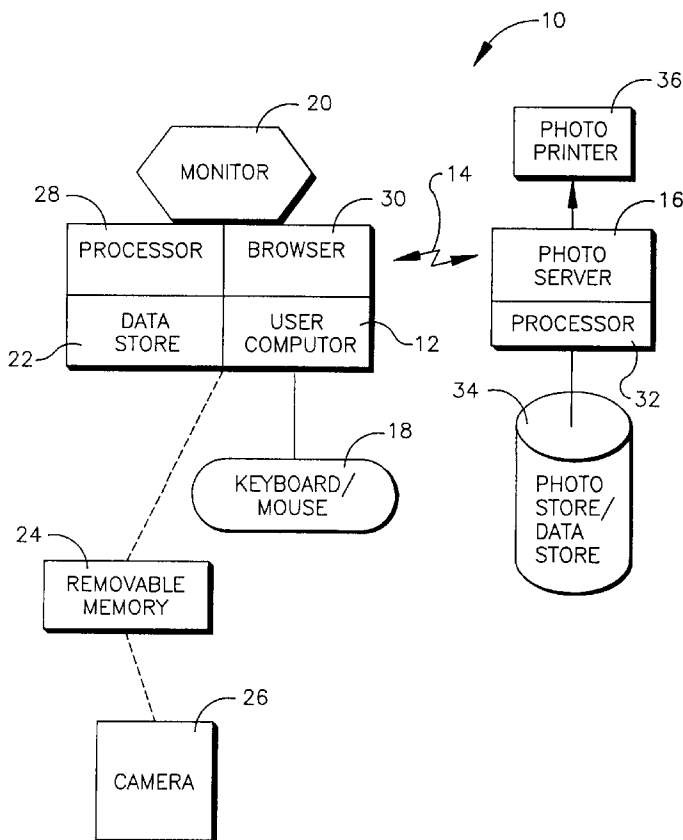 10
20
36
MONITOR
PHOTO
PRINTER
28
30
14
16
PROCESSOR
BROWSER
PHOTO
SERVER
DATA
STORE
USER
COMPUTOR
PROCESSOR
22
12
34
32
18
KEYBOARD/
MOUSE
PHOTO
STORE/
DATA
STORE
24
REMOVABLE
MEMORY
26
CAMERA